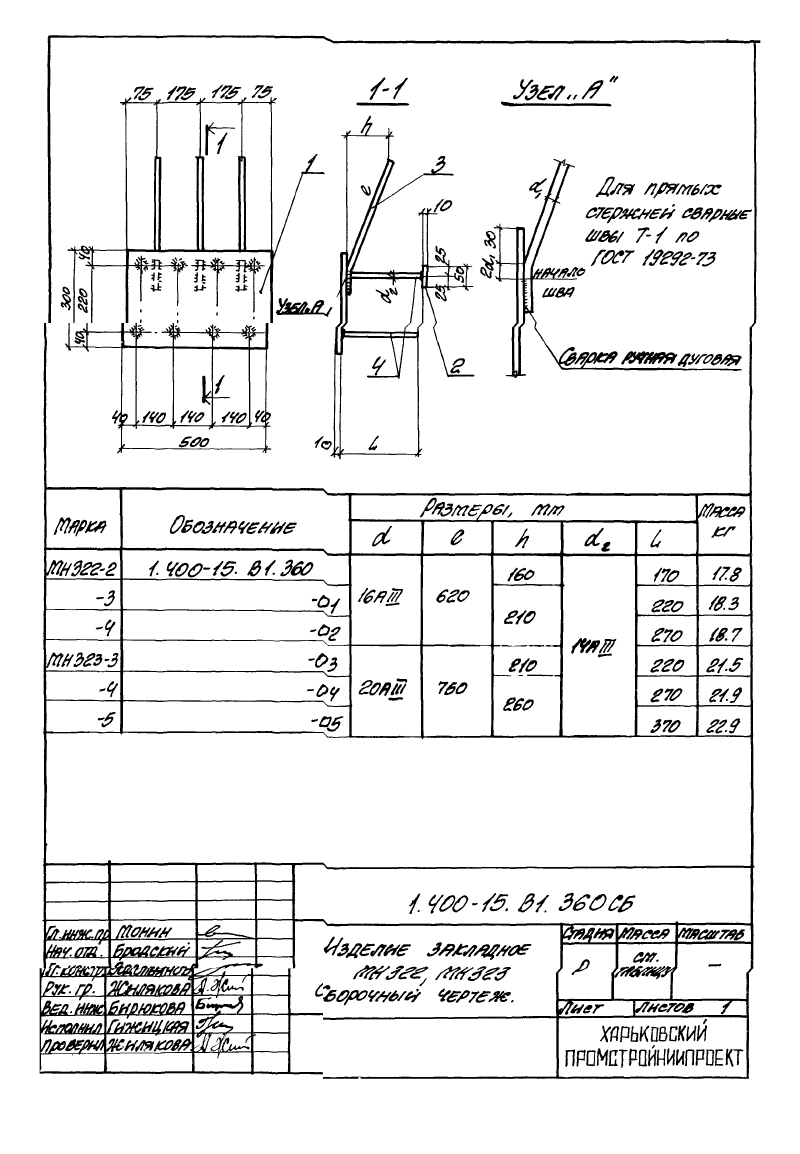 75 175 175 75
1-1
Узел „А"
1
h
1
3
е
10
d₁
Для прямых
стержней сварные
швы Т-1 по
ГОСТ 19292-73
40
300
220
40
Узел А
d₂
25
50
25
30
2d₁
начало
шва
Сварка ручная дуговая
4
2
1
40 140 140 140 40
500
10
L
Марка
Обозначение
Размеры, мм
Масса
кг
d е h d₂ L
МН322-2 1.400-15. В1.360 16АIII 620 160 14АIII 170 17.8
-3 -01 210 220 18.3
-4 -02 270 18.7
МН323-3 -03 20АIII 760 210 220 21.5
-4 -04 260 270 21.9
-5 -05 370 22.9
1.400-15. В1. 360СБ
Гл. инж. пр Монин
Нач. отд. Бродский
Гл. констр
Рук. гр. Жилякова
Вед. инж. Бирюкова
Исполнил Гижицкая
Проверил Жилякова
Изделие закладное
МН322, МН323
Сборочный чертеж.
Стадия Масса Масштаб
Р см. таблицу —
Лист Листов 1
ХАРЬКОВСКИЙ
ПРОМСТРОЙНИИПРОЕКТ